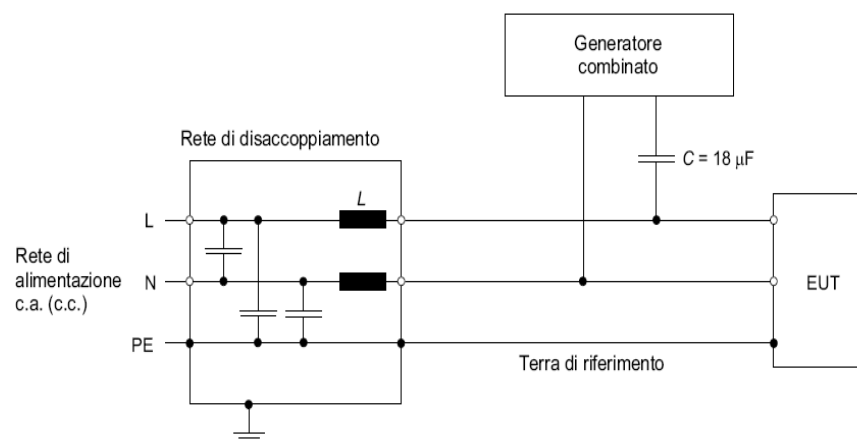 Generatore
combinato
Rete di disaccoppiamento
C = 18 μF
L
L
Rete di
alimentazione
c.a. (c.c.)
N
EUT
PE
Terra di riferimento